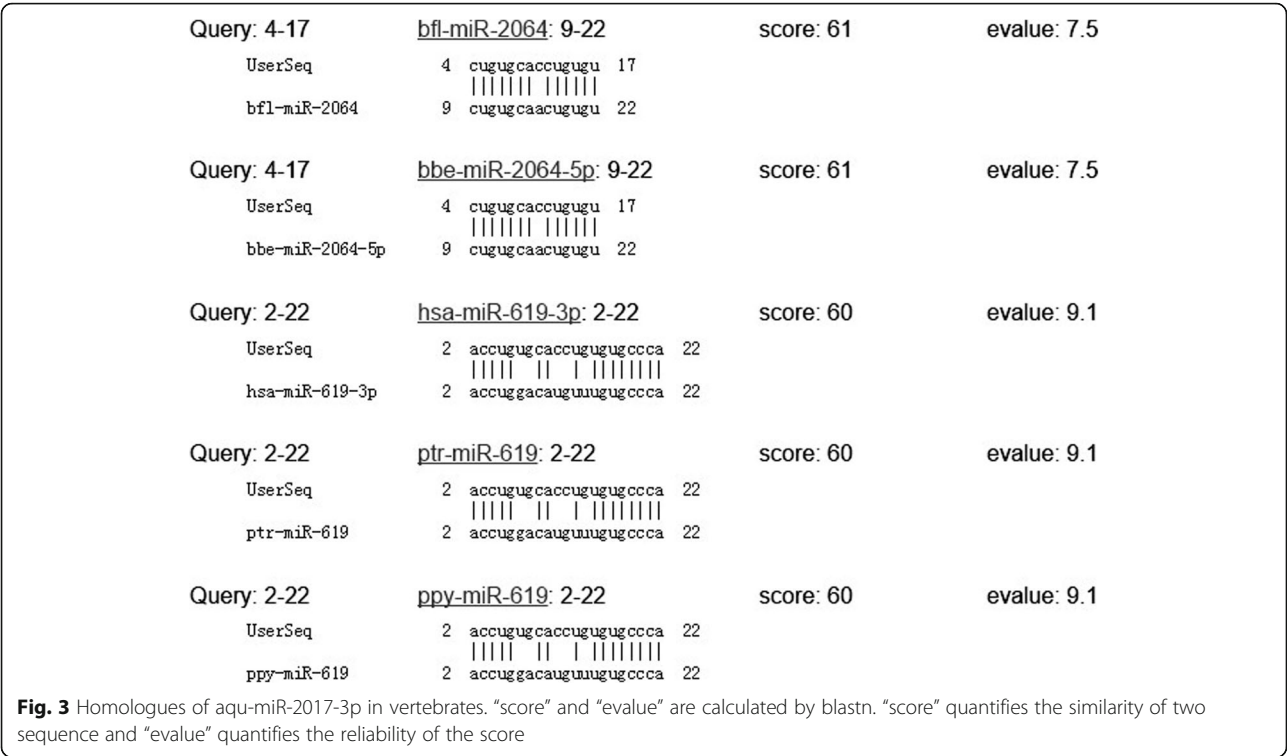 Query: 4-17 bfl-miR-2064: 9-22 score: 61 evalue: 7.5
UserSeq 4 cugugcaccugugu 17
||||||| ||||||
bfl-miR-2064 9 cugugcaacugugu 22
Query: 4-17 bbe-miR-2064-5p: 9-22 score: 61 evalue: 7.5
UserSeq 4 cugugcaccugugu 17
||||||| ||||||
bbe-miR-2064-5p 9 cugugcaacugugu 22
Query: 2-22 hsa-miR-619-3p: 2-22 score: 60 evalue: 9.1
UserSeq 2 accugugcaccugugugccca 22
|||||  ||  | ||||||||
hsa-miR-619-3p 2 accuggacauguuugugccca 22
Query: 2-22 ptr-miR-619: 2-22 score: 60 evalue: 9.1
UserSeq 2 accugugcaccugugugccca 22
|||||  ||  | ||||||||
ptr-miR-619 2 accuggacauguuugugccca 22
Query: 2-22 ppy-miR-619: 2-22 score: 60 evalue: 9.1
UserSeq 2 accugugcaccugugugccca 22
|||||  ||  | ||||||||
ppy-miR-619 2 accuggacauguuugugccca 22
Fig. 3 Homologues of aqu-miR-2017-3p in vertebrates. “score” and “evalue” are calculated by blastn. “score” quantifies the similarity of two
sequence and “evalue” quantifies the reliability of the score